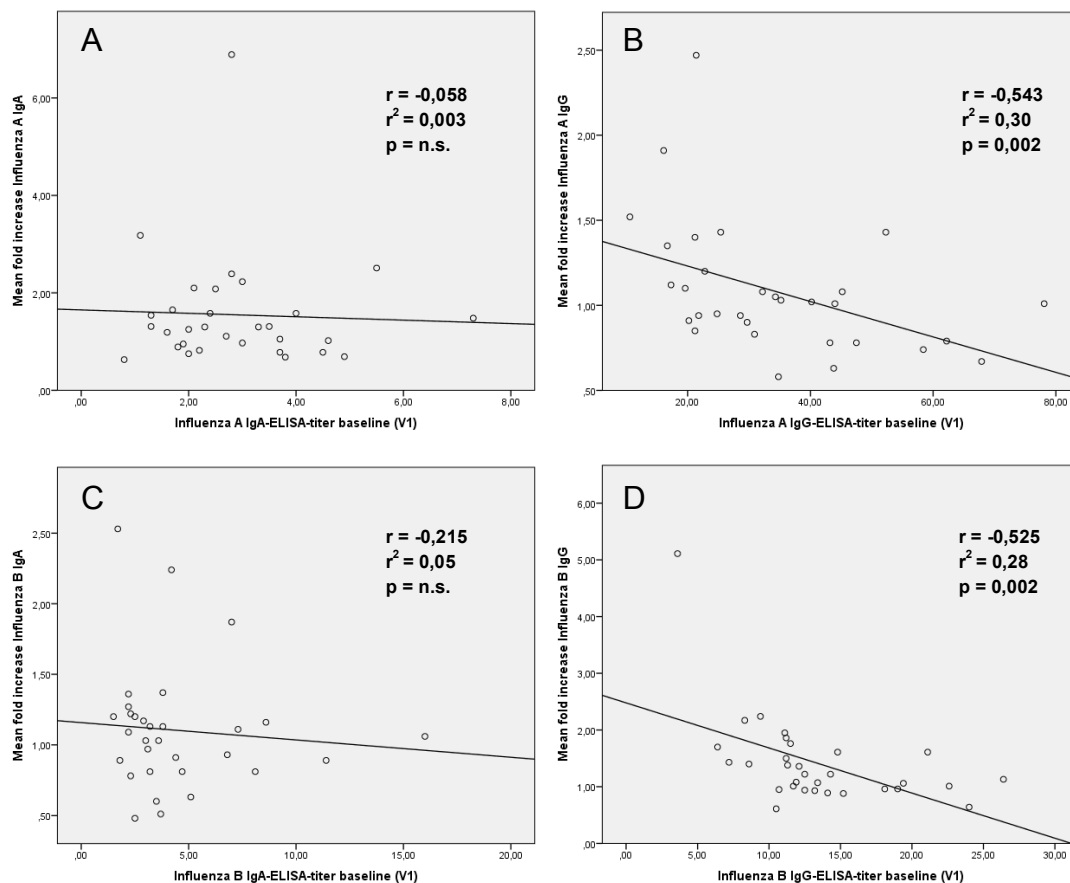 A
r = -0,058
r² = 0,003
p = n.s.
Mean fold increase Influenza A IgA
6,00
4,00
2,00
,00
,00 2,00 4,00 6,00 8,00
Influenza A IgA-ELISA-titer baseline (V1)
B
r = -0,543
r² = 0,30
p = 0,002
Mean fold increase Influenza A IgG
2,50
2,00
1,50
1,00
,50
20,00 40,00 60,00 80,00
Influenza A IgG-ELISA-titer baseline (V1)
C
r = -0,215
r² = 0,05
p = n.s.
Mean fold increase Influenza B IgA
2,50
2,00
1,50
1,00
,50
,00 5,00 10,00 15,00 20,00
Influenza B IgA-ELISA-titer baseline (V1)
D
r = -0,525
r² = 0,28
p = 0,002
Mean fold increase Influenza B IgG
6,00
5,00
4,00
3,00
2,00
1,00
,00
,00 5,00 10,00 15,00 20,00 25,00 30,00
Influenza B IgG-ELISA-titer baseline (V1)